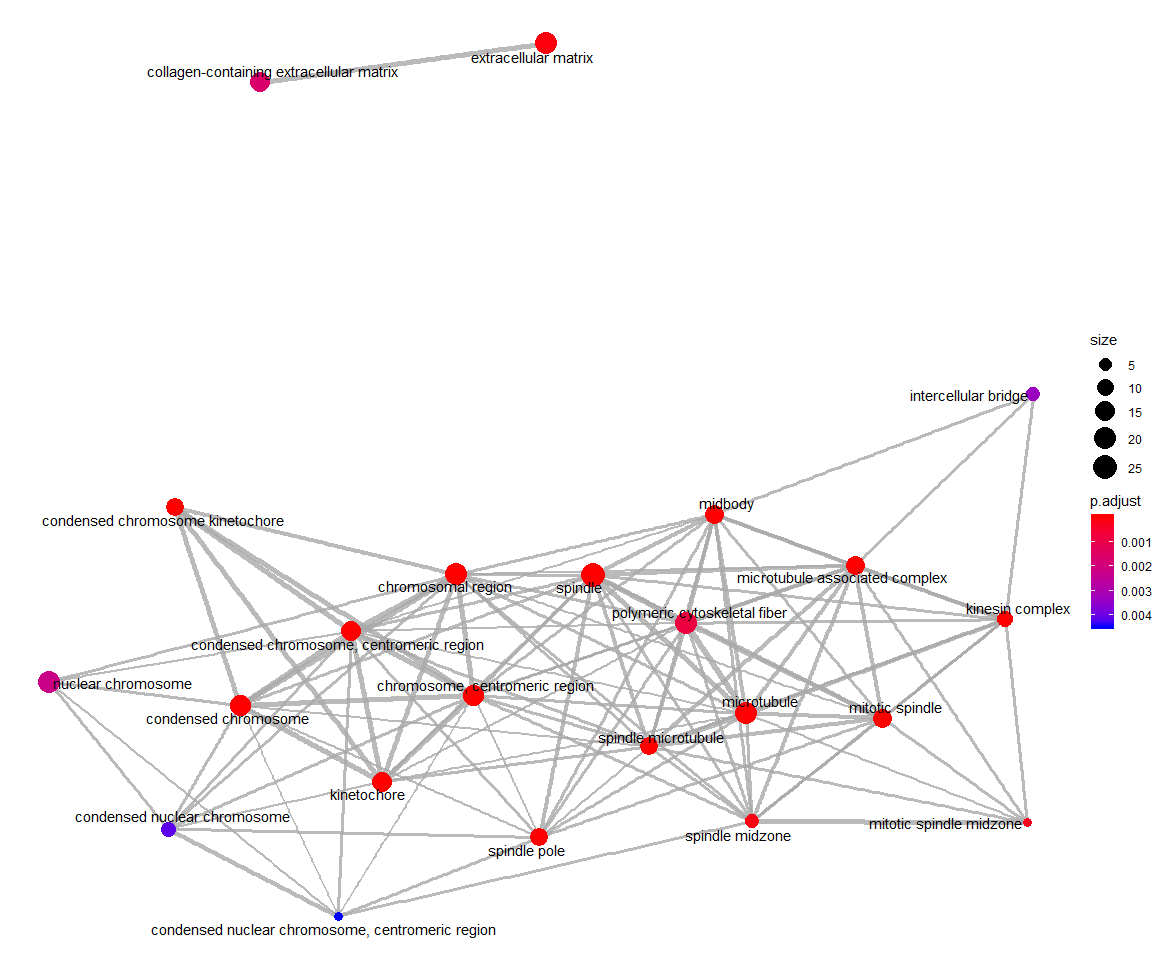 extracellular matrix
collagen-containing extracellular matrix
size
5
10
15
20
25
p.adjust
0.001
0.002
0.003
0.004
intercellular bridge
midbody
condensed chromosome kinetochore
microtubule associated complex
chromosomal region
spindle
kinesin complex
polymeric cytoskeletal fiber
condensed chromosome, centromeric region
nuclear chromosome
chromosome, centromeric region
microtubule
mitotic spindle
condensed chromosome
spindle microtubule
kinetochore
condensed nuclear chromosome
mitotic spindle midzone
spindle midzone
spindle pole
condensed nuclear chromosome, centromeric region